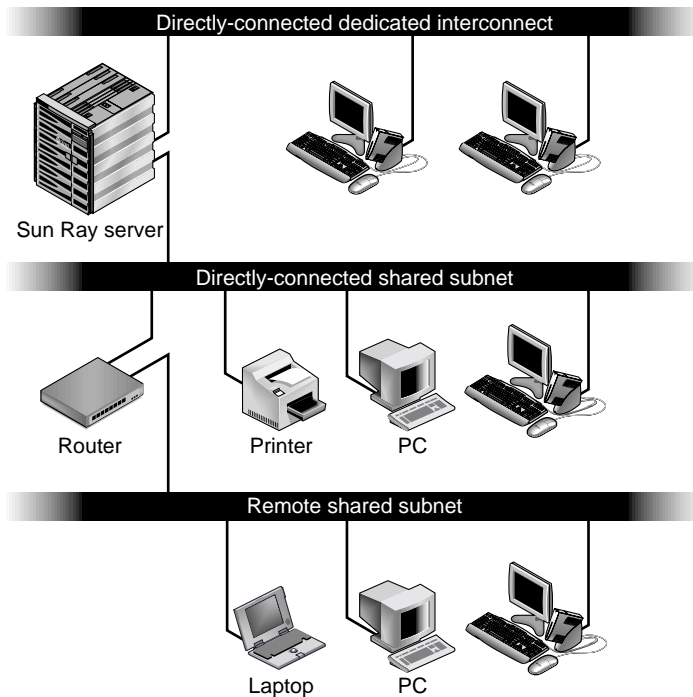 Directly-connected dedicated interconnect
Sun Ray server
Directly-connected shared subnet
Router
Printer
PC
Remote shared subnet
Laptop
PC